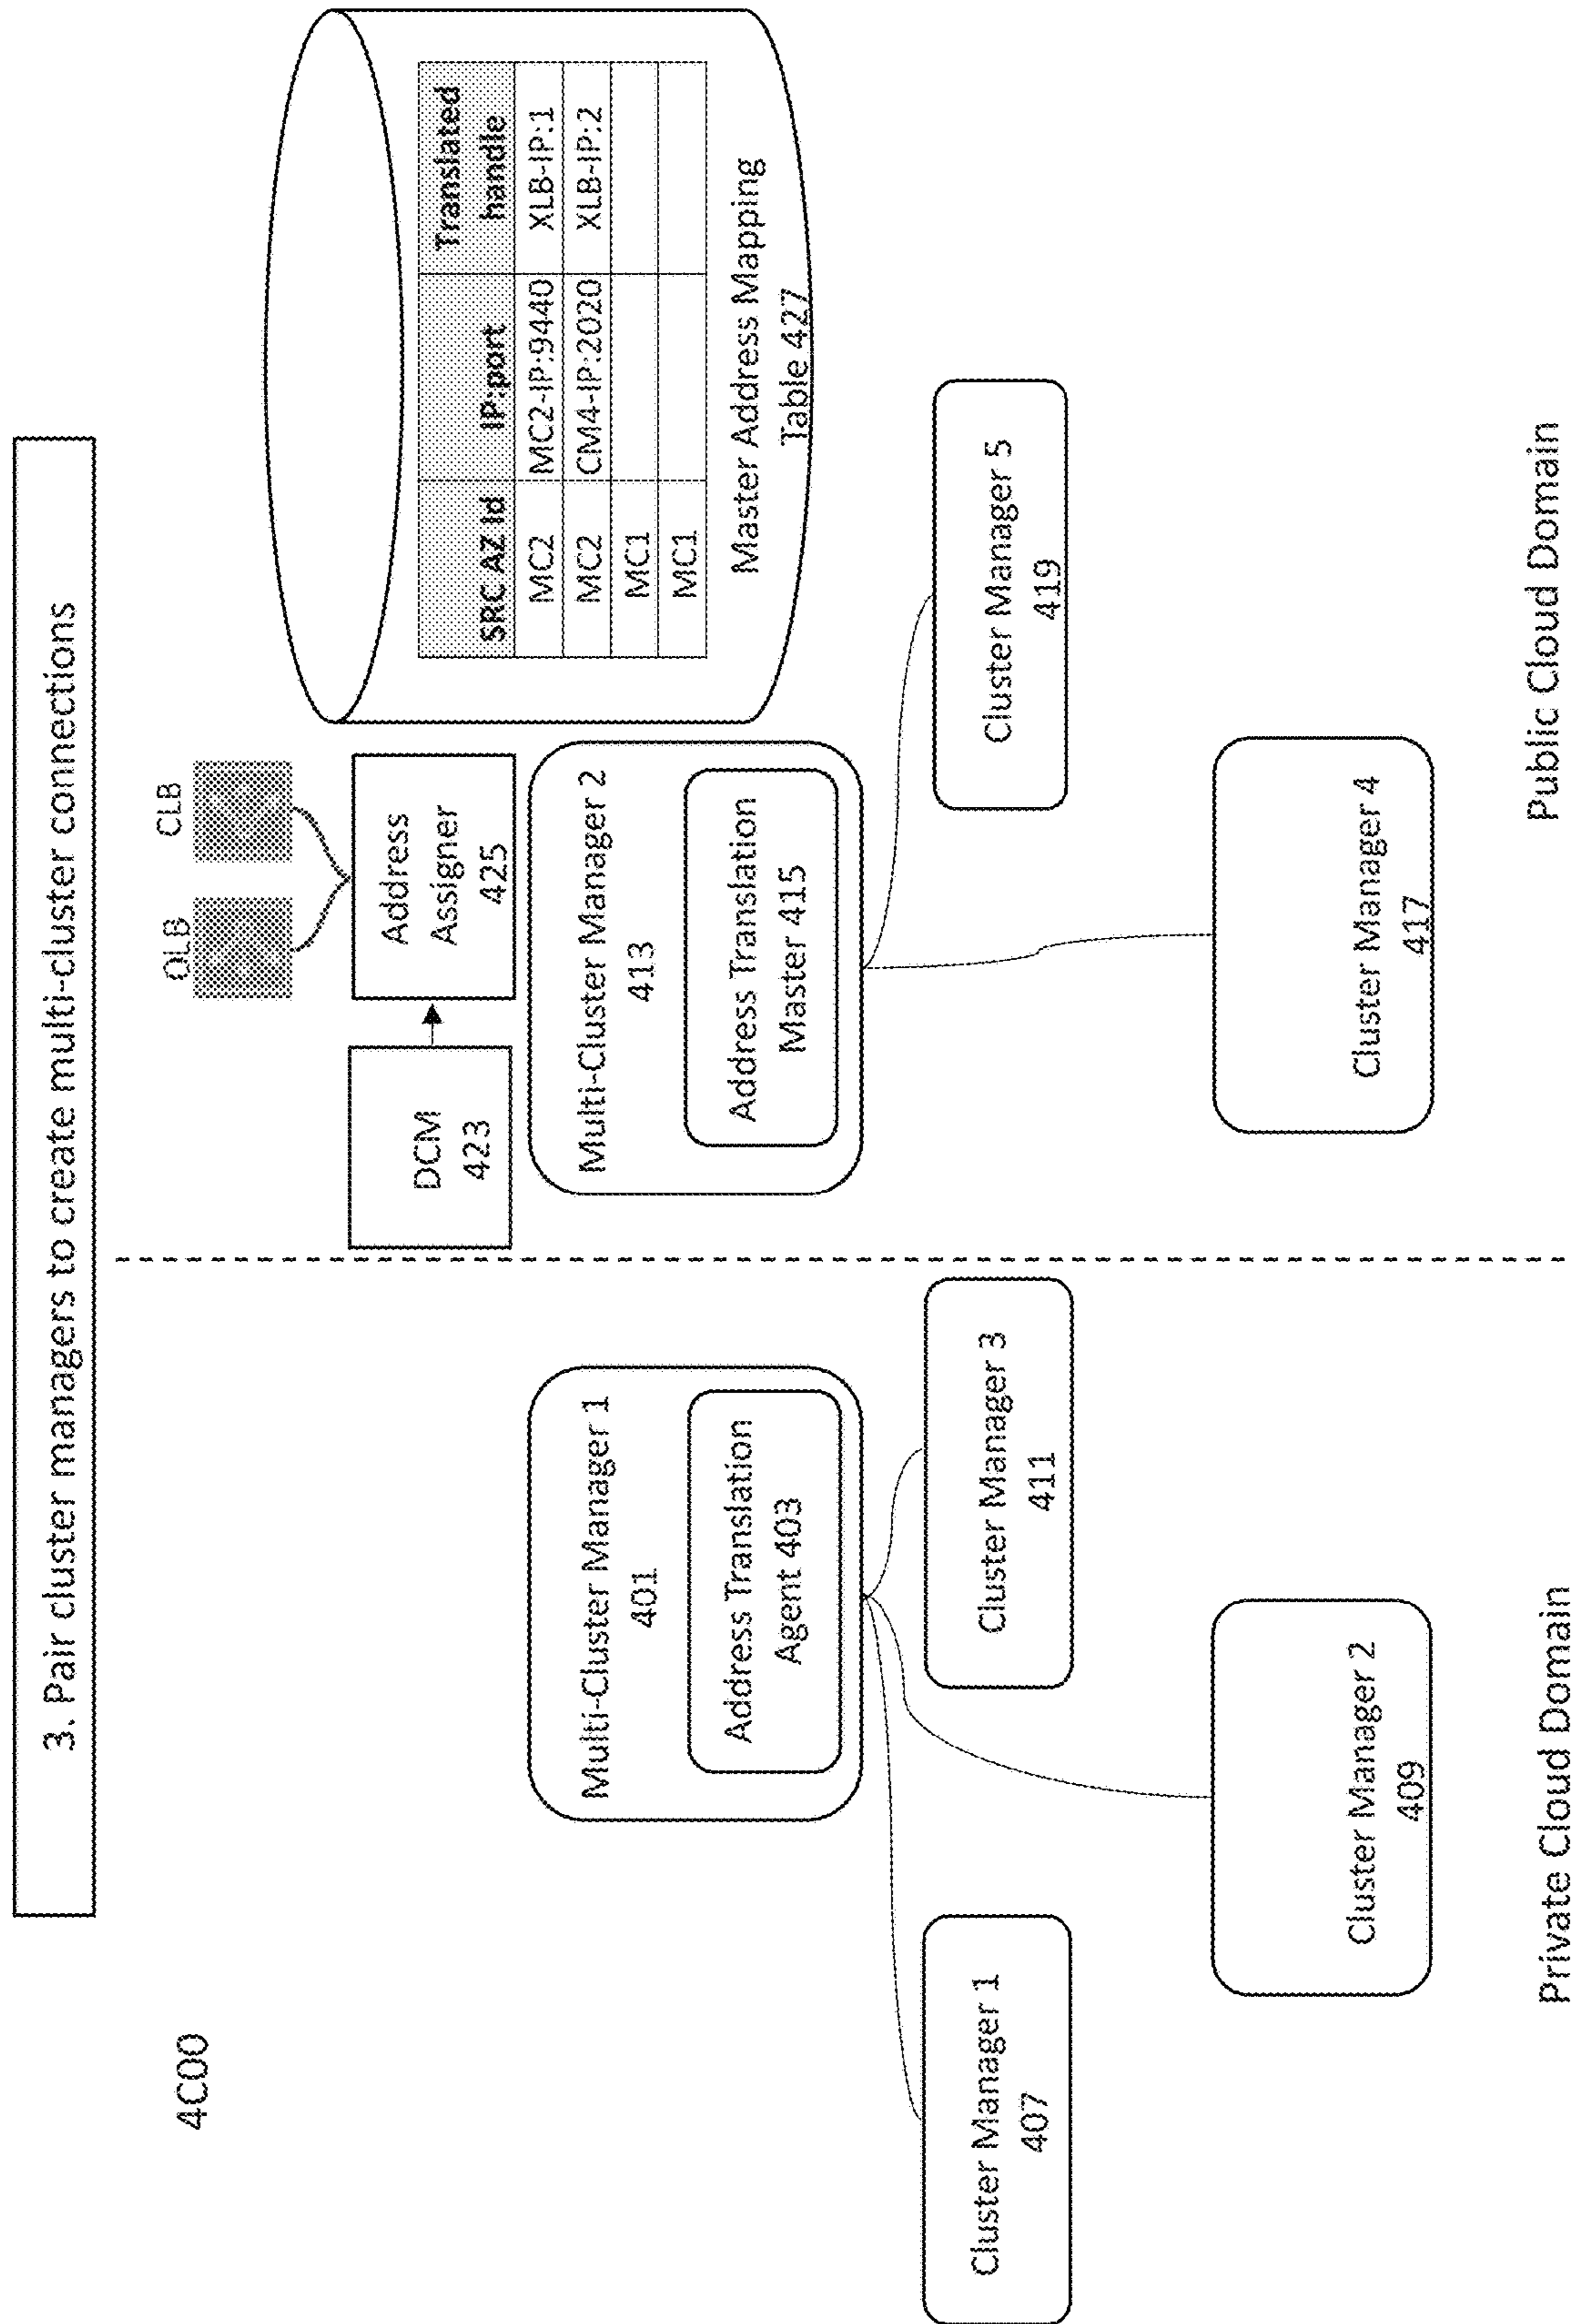 3. Pair cluster managers to create multi-cluster connections
4C00
OLB
CLB
DCM
423
Address
Assigner
425
Multi-Cluster Manager 1
401
Address Translation
Agent 403
Multi-Cluster Manager 2
413
Address Translation
Master 415
SRC AZ Id IP:port Translated
handle
MC2 MC2-IP:9440 XLB-IP:1
MC2 CM4-IP:2020 XLB-IP:2
MC1
MC1
Master Address Mapping
Table 427
Cluster Manager 1
407
Cluster Manager 3
411
Cluster Manager 5
419
Cluster Manager 2
409
Cluster Manager 4
417
Private Cloud Domain
Public Cloud Domain